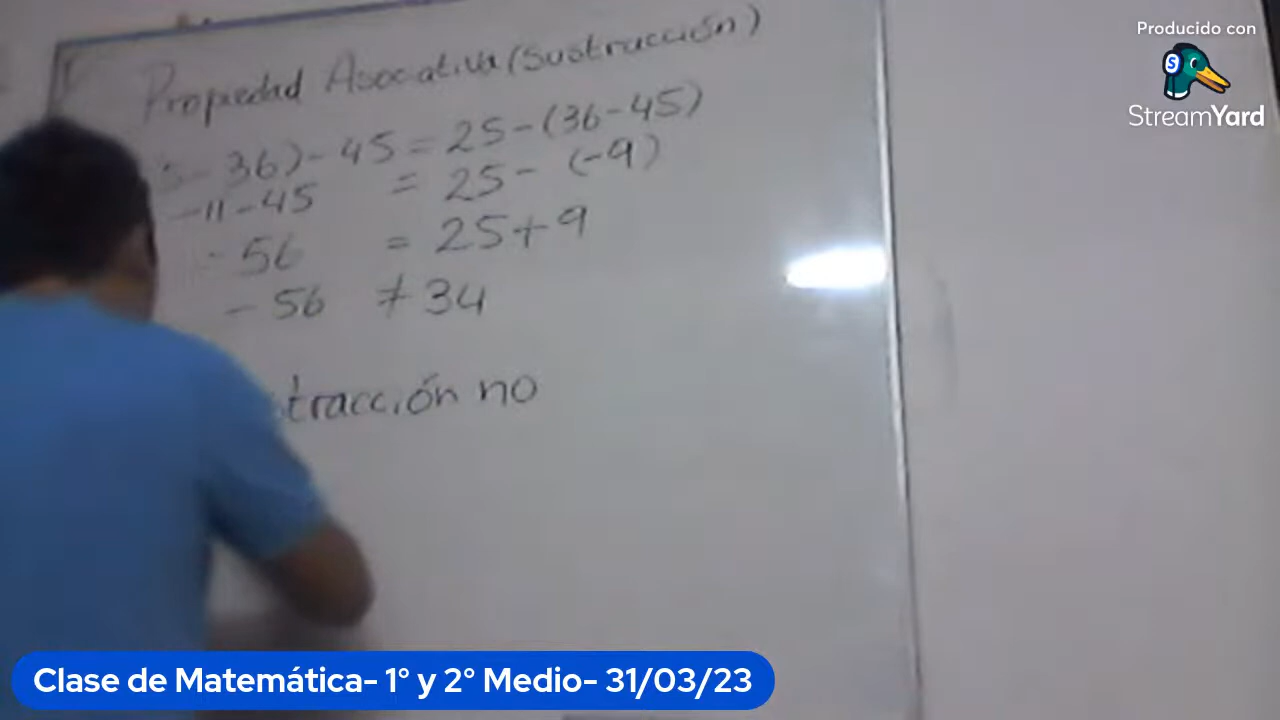 Producido con
StreamYard
Propiedad Asociativa (Sustracción)
36) - 45 = 25 - (36 - 45)
-11 - 45 = 25 - (-9)
- 56 = 25 + 9
- 56 ≠ 34
tracción no
Clase de Matemática- 1° y 2° Medio- 31/03/23